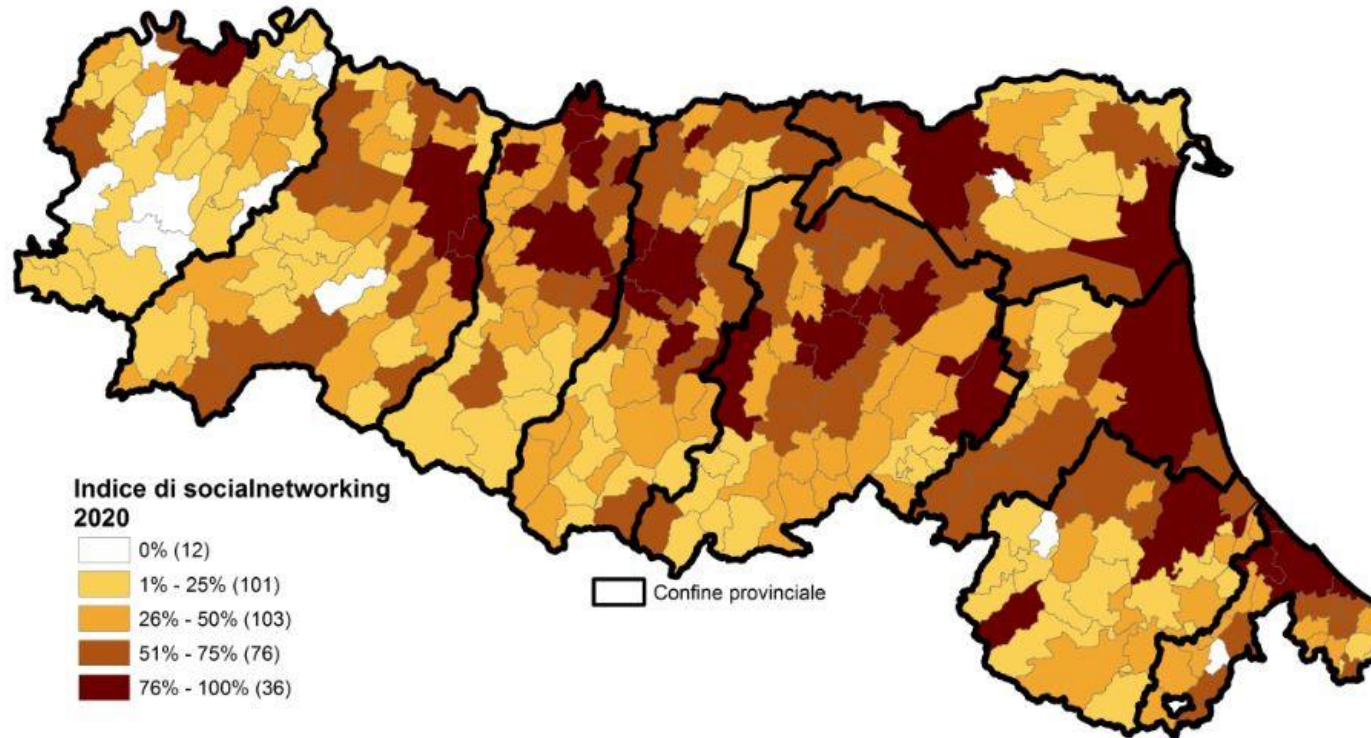 Indice di socialnetworking
2020
0% (12)
1% - 25% (101)
26% - 50% (103)
51% - 75% (76)
76% - 100% (36)
Confine provinciale